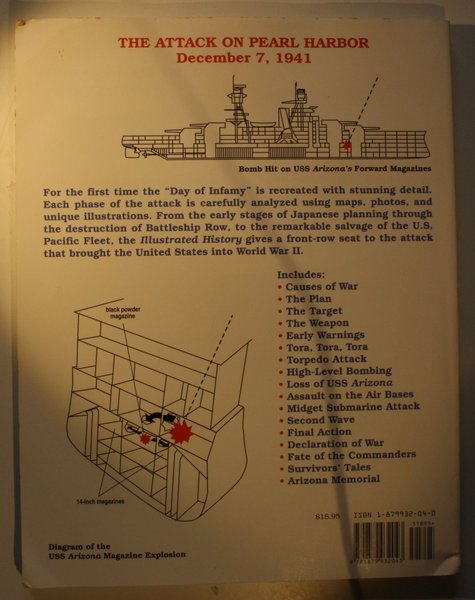 THE ATTACK ON PEARL HARBOR
December 7, 1941
Bomb Hit on USS Arizona's Forward Magazines
For the first time the “Day of Infamy” is recreated with stunning detail.
Each phase of the attack is carefully analyzed using maps, photos, and
unique illustrations. From the early stages of Japanese planning through
the destruction of Battleship Row, to the remarkable salvage of the U.S.
Pacific Fleet, the Illustrated History gives a front-row seat to the attack
that brought the United States into World War II.
Includes:
• Causes of War
• The Plan
• The Target
• The Weapon
• Early Warnings
• Tora, Tora, Tora
• Torpedo Attack
• High-Level Bombing
• Loss of USS Arizona
• Assault on the Air Bases
• Midget Submarine Attack
• Second Wave
• Final Action
• Declaration of War
• Fate of the Commanders
• Survivors' Tales
• Arizona Memorial
black powder
magazine
14-inch magazines
Diagram of the
USS Arizona Magazine Explosion
$18.95
ISBN 1-879932-04-0
9 781879 932043